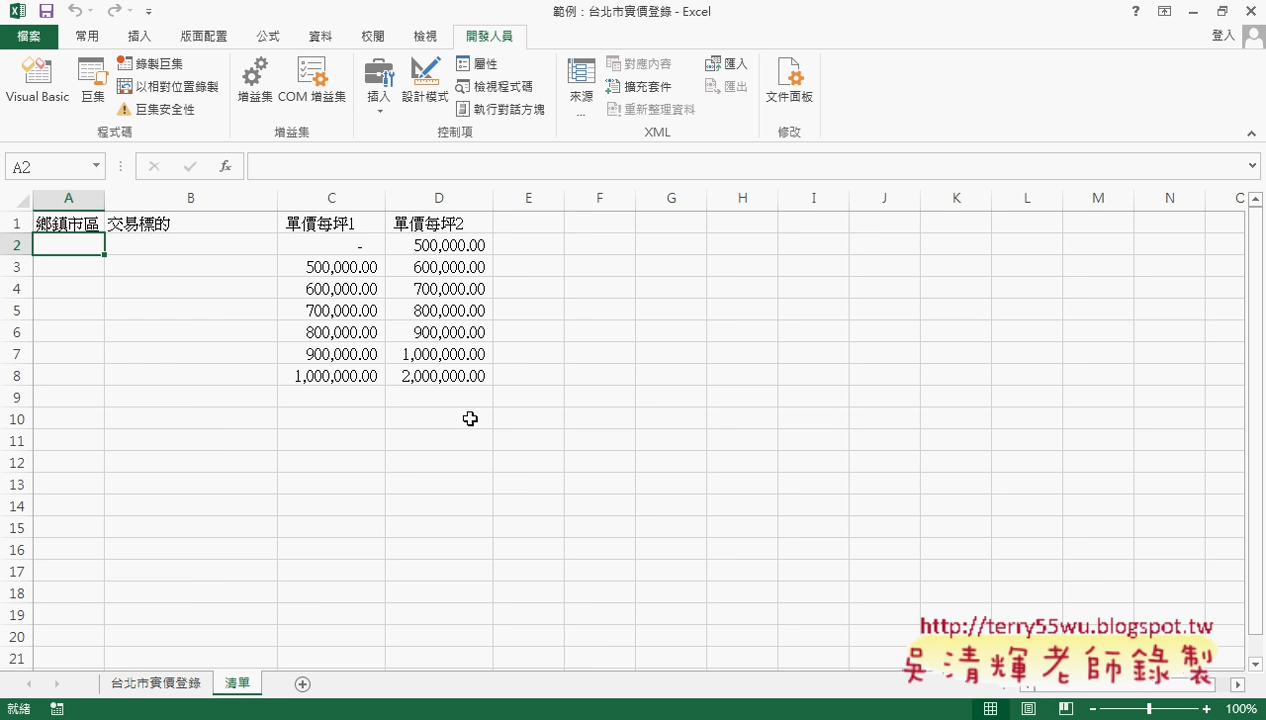 範例：台北市實價登錄 - Excel
?
檔案 常用 插入 版面配置 公式 資料 校閱 檢視 開發人員 登入
Visual Basic 巨集 錄製巨集 以相對位置錄製 巨集安全性 程式碼
增益集 COM 增益集 增益集
插入 設計模式 屬性 檢視程式碼 執行對話方塊 控制項
來源 ... 對應內容 擴充套件 重新整理資料 匯入 匯出 XML
文件面板 修改
A2 fx
A B C D E F G H I J K L M N
1 鄉鎮市區 交易標的 單價每坪1 單價每坪2
2 - 500,000.00
3 500,000.00 600,000.00
4 600,000.00 700,000.00
5 700,000.00 800,000.00
6 800,000.00 900,000.00
7 900,000.00 1,000,000.00
8 1,000,000.00 2,000,000.00
9
10
11
12
13
14
15
16
17
18
19
20
21
http://terry55wu.blogspot.tw
吳清輝老師錄製
台北市實價登錄 清單
就緒 100%